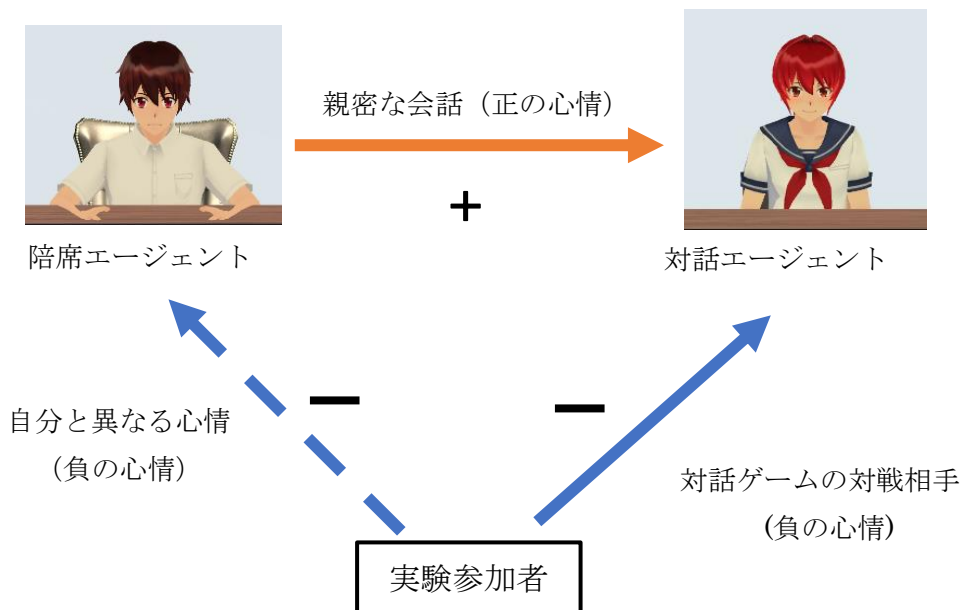 親密な会話（正の心情）
+
陪席エージェント
対話エージェント
自分と異なる心情
（負の心情）
ー
ー
対話ゲームの対戦相手
(負の心情)
実験参加者